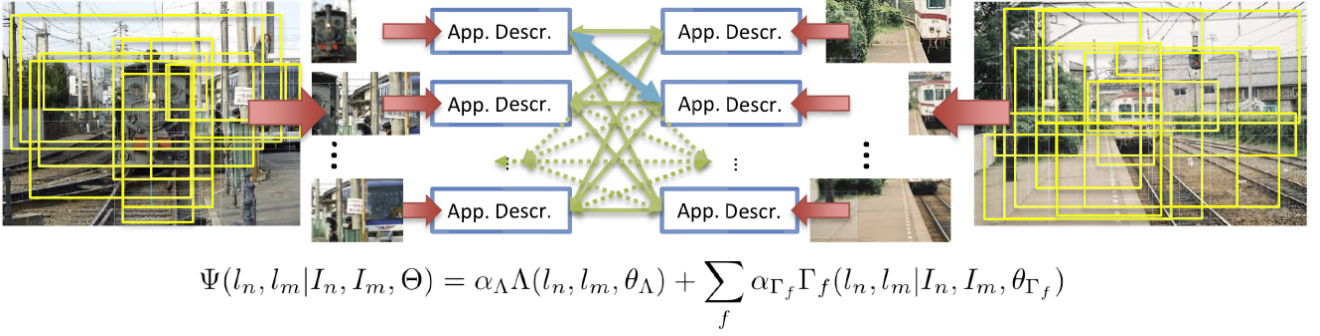 App. Descr. App. Descr.
App. Descr. App. Descr.
App. Descr. App. Descr.
Ψ(l_n, l_m|I_n, I_m, Θ) = α_Λ Λ(l_n, l_m, θ_Λ) + ∑_f α_{Γ_f} Γ_f(l_n, l_m|I_n, I_m, θ_{Γ_f})